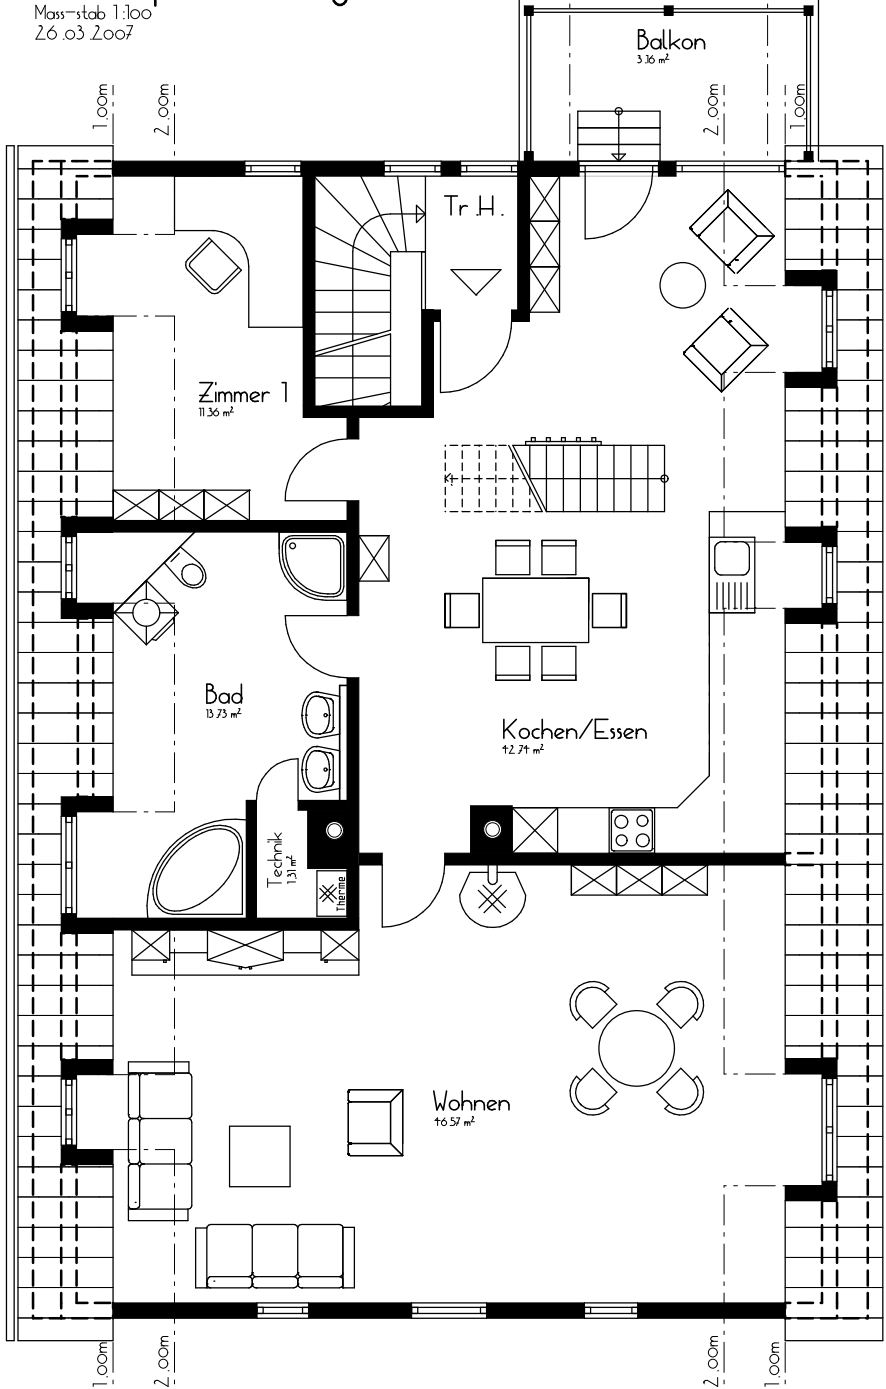 Mass-stab 1:100
26.03.2007
Balkon
3.16 m²
1.00m
2.00m
2.00m
1.00m
Tr.H.
Zimmer 1
11.36 m²
Bad
13.73 m²
Kochen/Essen
42.74 m²
Technik
1.31 m²
Therme
Wohnen
46.57 m²
1.00m
2.00m
2.00m
1.00m